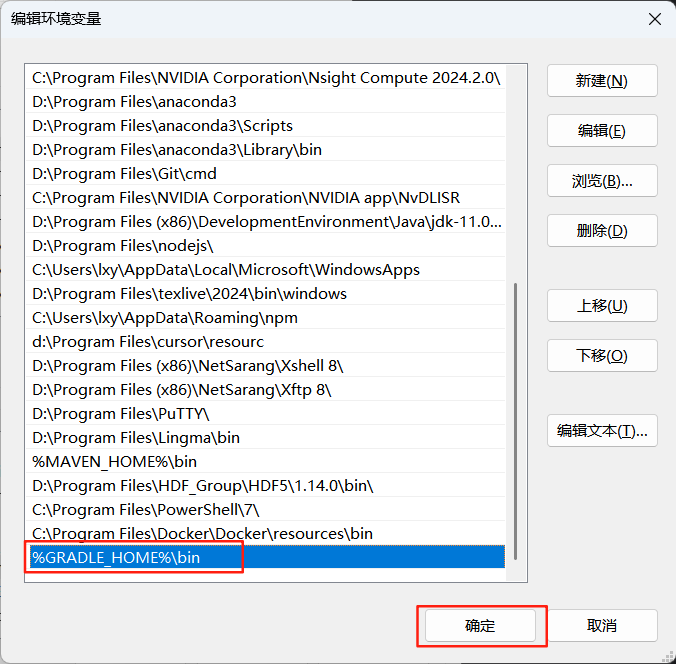 编辑环境变量
C:\Program Files\NVIDIA Corporation\Nsight Compute 2024.2.0\
D:\Program Files\anaconda3
D:\Program Files\anaconda3\Scripts
D:\Program Files\anaconda3\Library\bin
D:\Program Files\Git\cmd
C:\Program Files\NVIDIA Corporation\NVIDIA app\NvDLISR
D:\Program Files (x86)\DevelopmentEnvironment\Java\jdk-11.0...
D:\Program Files\nodejs\
C:\Users\lxy\AppData\Local\Microsoft\WindowsApps
D:\Program Files\texlive\2024\bin\windows
C:\Users\lxy\AppData\Roaming\npm
d:\Program Files\cursor\resourc
D:\Program Files (x86)\NetSarang\Xshell 8\
D:\Program Files (x86)\NetSarang\Xftp 8\
D:\Program Files\PuTTY\
D:\Program Files\Lingma\bin
%MAVEN_HOME%\bin
D:\Program Files\HDF_Group\HDF5\1.14.0\bin\
C:\Program Files\PowerShell\7\
C:\Program Files\Docker\Docker\resources\bin
%GRADLE_HOME%\bin
新建(N)
编辑(E)
浏览(B)...
删除(D)
上移(U)
下移(O)
编辑文本(T)...
确定
取消